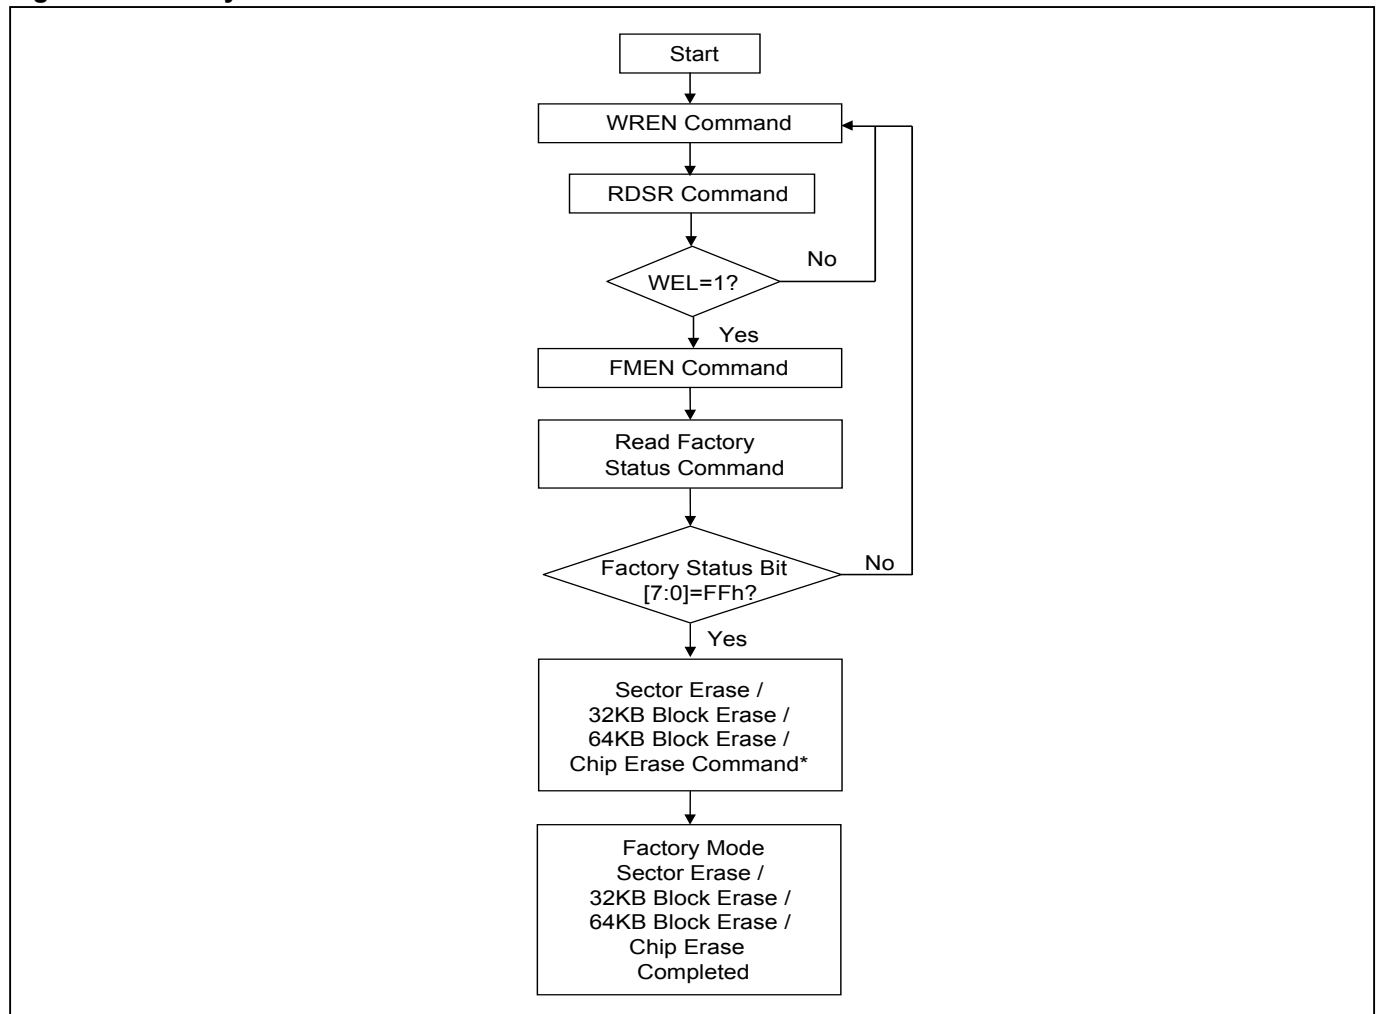 Start
WREN Command
RDSR Command
No
WEL=1?
Yes
FMEN Command
Read Factory
Status Command
Factory Status Bit
[7:0]=FFh?
No
Yes
Sector Erase /
32KB Block Erase /
64KB Block Erase /
Chip Erase Command*
Factory Mode
Sector Erase /
32KB Block Erase /
64KB Block Erase /
Chip Erase
Completed